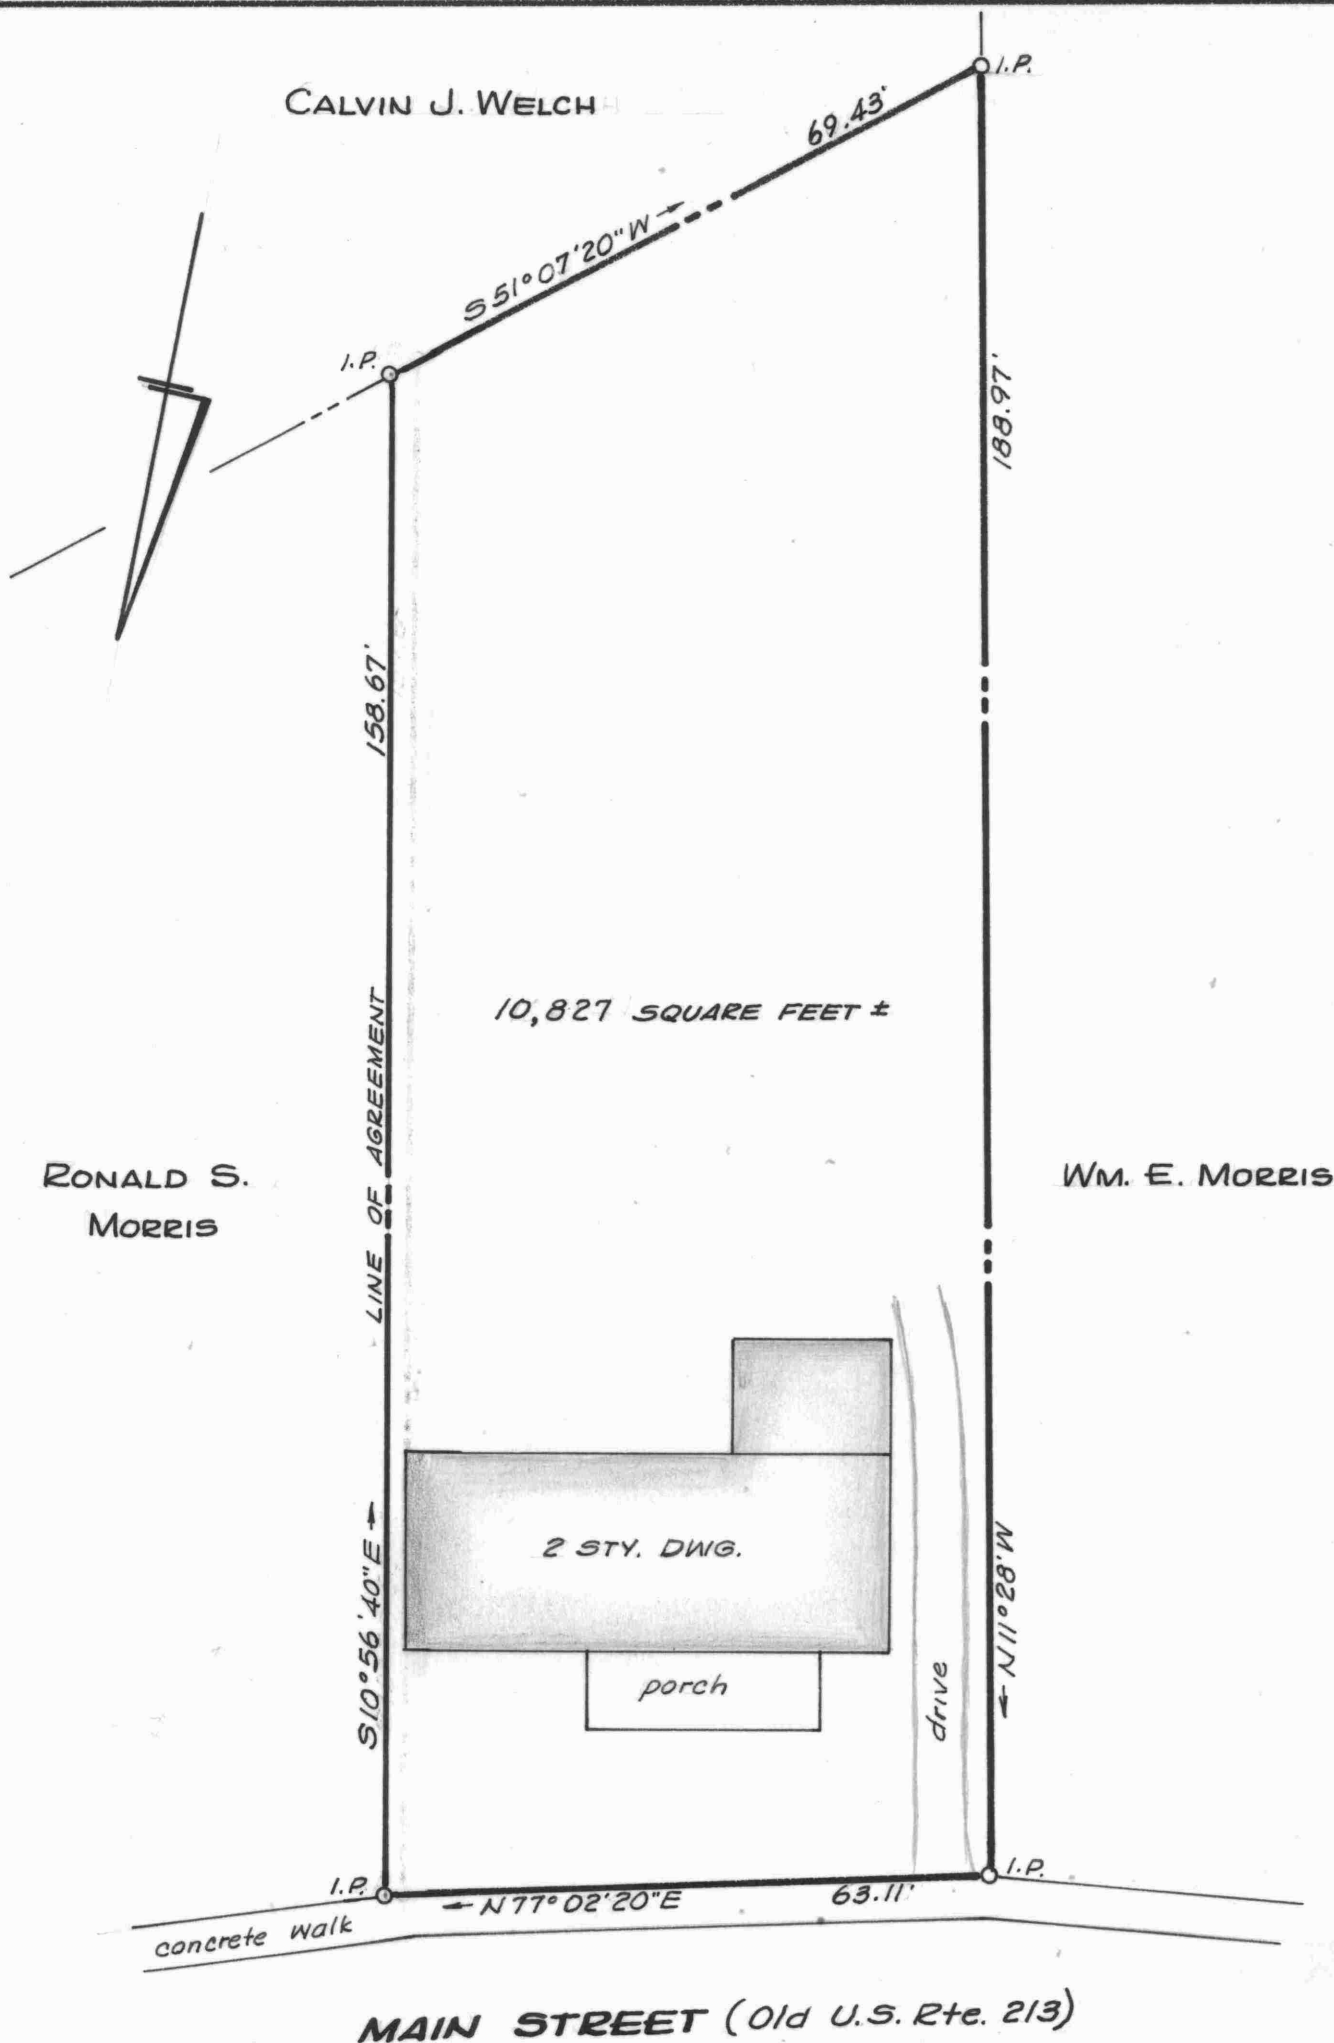 CALVIN J. WELCH
I.P.
69.43'
S 51° 07' 20" W
I.P.
188.97'
158.67'
LINE OF AGREEMENT
10,827 SQUARE FEET ±
RONALD S.
MORRIS
WM. E. MORRIS
2 STY. DWG.
S10° 56' 40" E
N11° 28' W
porch
drive
I.P.
I.P.
N 77° 02' 20" E
63.11'
concrete walk
MAIN STREET (Old U.S. Rte. 213)